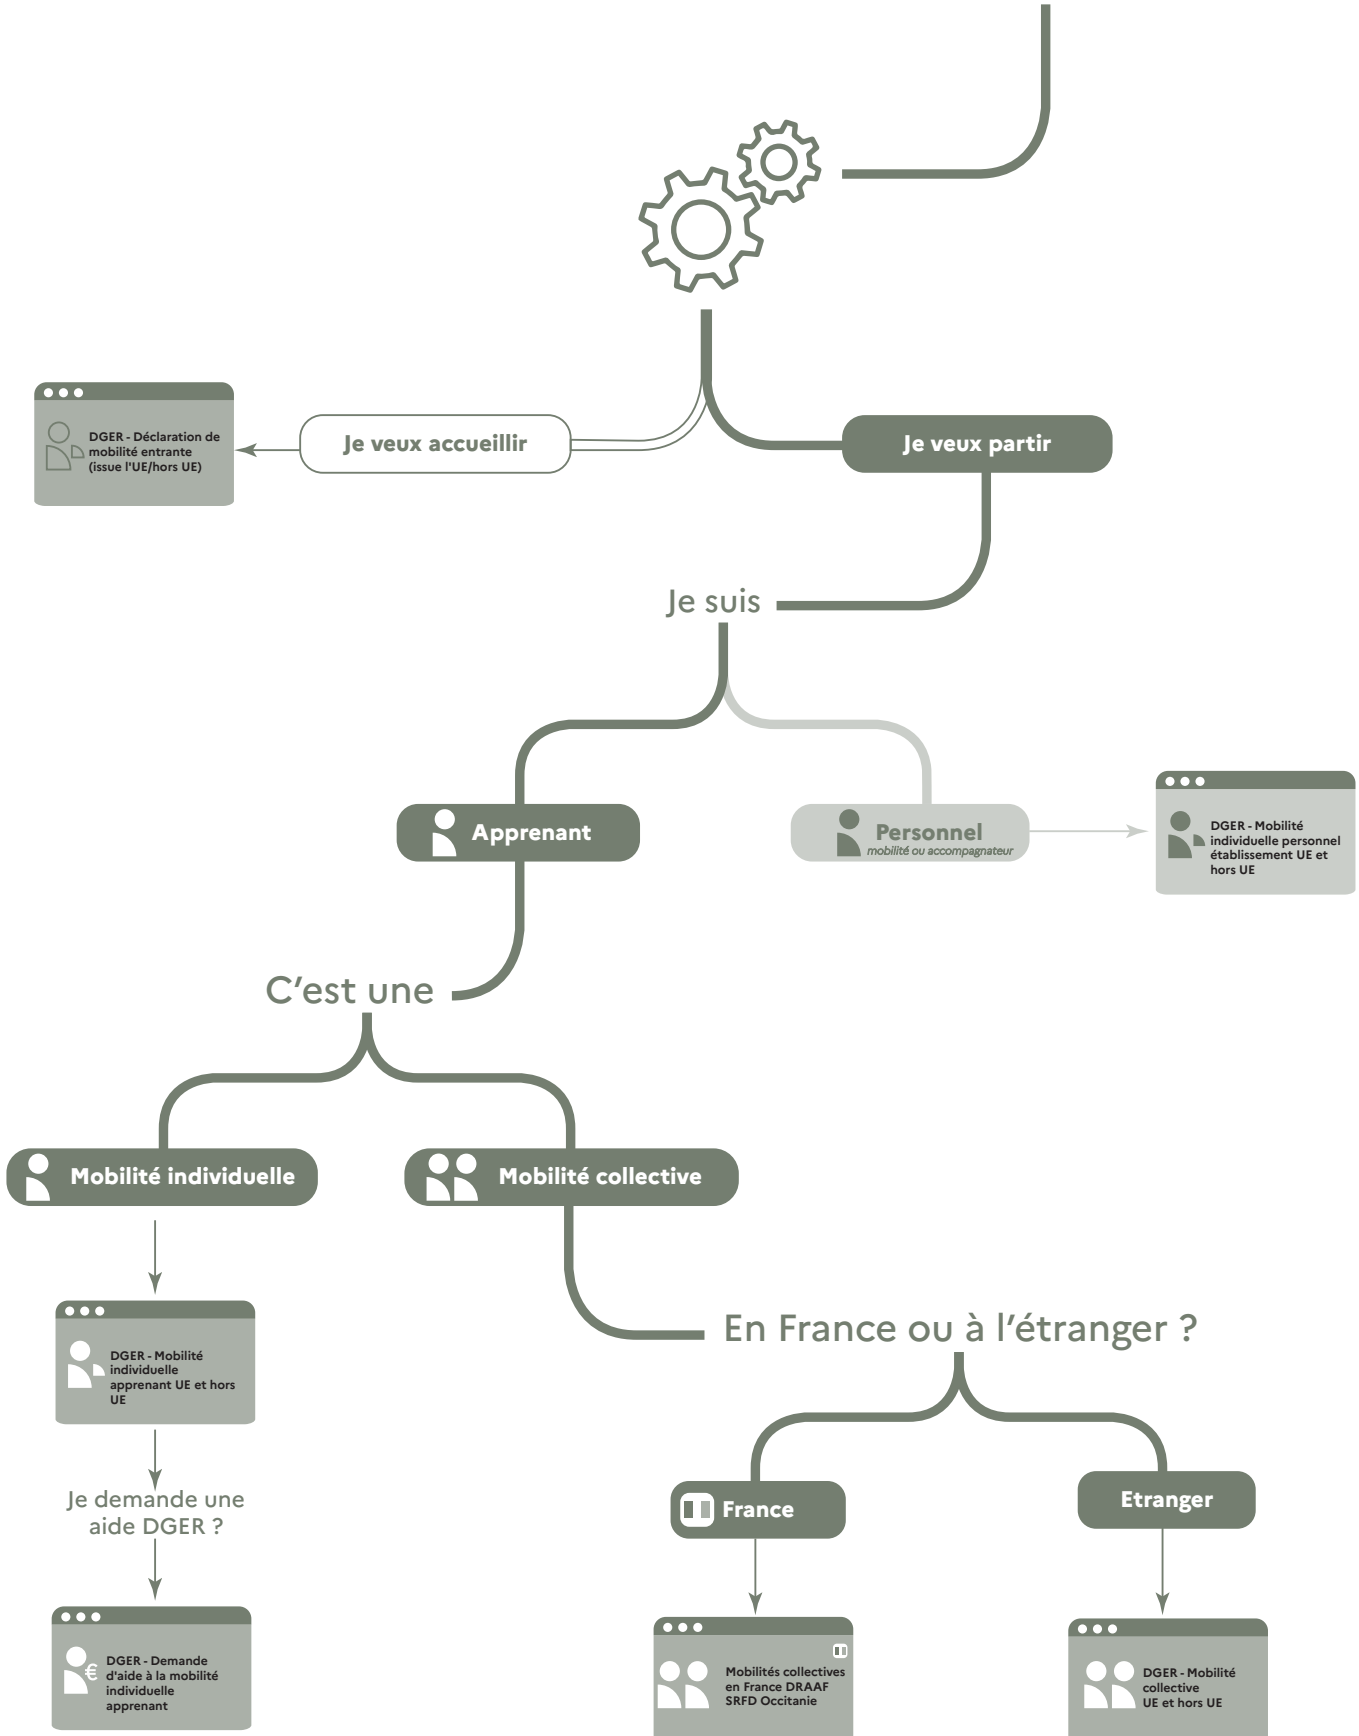 DGER - Déclaration de
mobilité entrante
(issue l'UE/hors UE)
Je veux accueillir
Je veux partir
Je suis
Apprenant
Personnel
mobilité ou accompagnateur
DGER - Mobilité
individuelle personnel
établissement UE et
hors UE
C'est une
Mobilité individuelle
Mobilité collective
DGER - Mobilité
individuelle
apprenant UE et hors
UE
En France ou à l'étranger ?
Je demande une
aide DGER ?
France
Etranger
€
DGER - Demande
d'aide à la mobilité
individuelle
apprenant
Mobilités collectives
en France DRAAF
SRFD Occitanie
DGER - Mobilité
collective
UE et hors UE